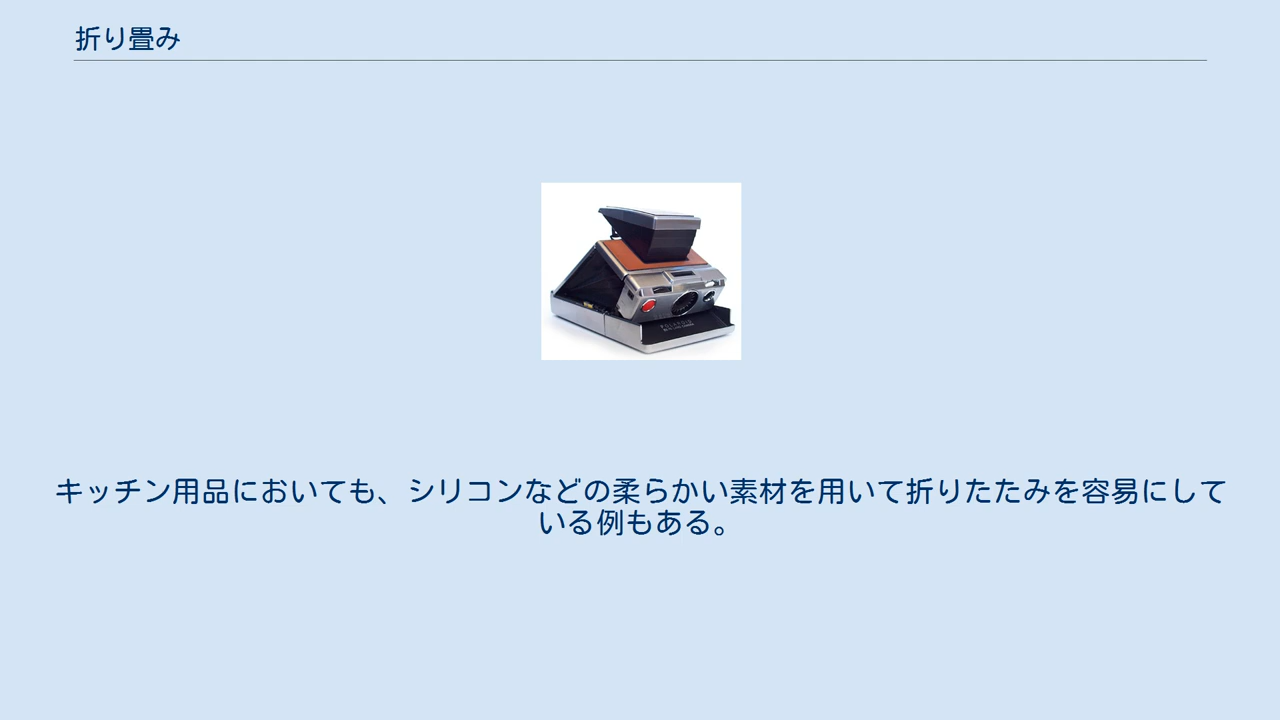 折り畳み
POLAROID
キッチン用品においても、シリコンなどの柔らかい素材を用いて折りたたみを容易にして
いる例もある。